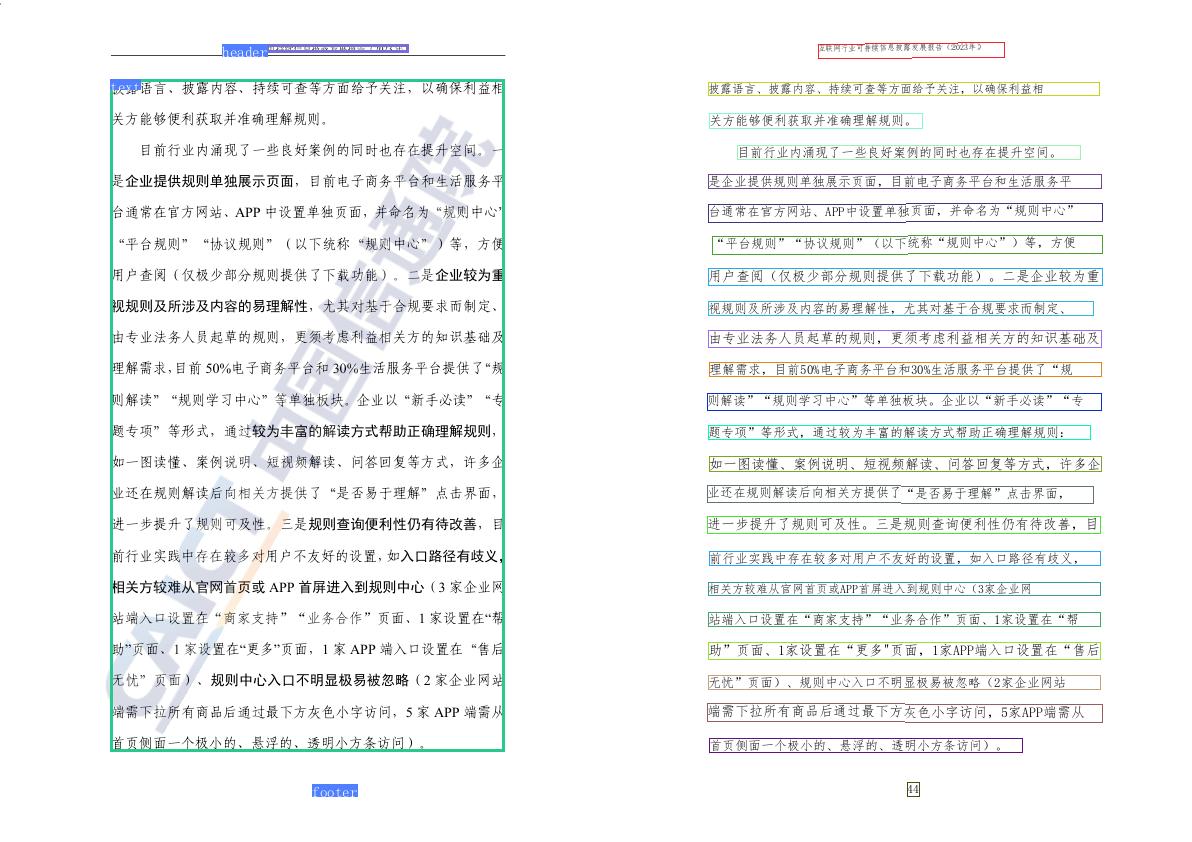 header
text
披露语言、披露内容、持续可查等方面给予关注，以确保利益相
关方能够便利获取并准确理解规则。
目前行业内涌现了一些良好案例的同时也存在提升空间。一
是企业提供规则单独展示页面，目前电子商务平台和生活服务平
台通常在官方网站、APP 中设置单独页面，并命名为“规则中心”
“平台规则”“协议规则”（以下统称“规则中心”）等，方便
用户查阅（仅极少部分规则提供了下载功能）。二是企业较为重
视规则及所涉及内容的易理解性，尤其对基于合规要求而制定、
由专业法务人员起草的规则，更须考虑利益相关方的知识基础及
理解需求，目前 50%电子商务平台和 30%生活服务平台提供了“规
则解读”“规则学习中心”等单独板块。企业以“新手必读”“专
题专项”等形式，通过较为丰富的解读方式帮助正确理解规则，
如一图读懂、案例说明、短视频解读、问答回复等方式，许多企
业还在规则解读后向相关方提供了“是否易于理解”点击界面，
进一步提升了规则可及性。三是规则查询便利性仍有待改善，目
前行业实践中存在较多对用户不友好的设置，如入口路径有歧义，
相关方较难从官网首页或 APP 首屏进入到规则中心（3 家企业网
站端入口设置在“商家支持”“业务合作”页面、1 家设置在“帮
助”页面、1 家设置在“更多”页面，1 家 APP 端入口设置在“售后
无忧”页面）、规则中心入口不明显极易被忽略（2 家企业网站
端需下拉所有商品后通过最下方灰色小字访问，5 家 APP 端需从
首页侧面一个极小的、悬浮的、透明小方条访问）。
CAICT 中国信通院
footer
互联网行业可持续信息披露发展报告（2023年）
披露语言、披露内容、持续可查等方面给予关注，以确保利益相
关方能够便利获取并准确理解规则。
目前行业内涌现了一些良好案例的同时也存在提升空间。
是企业提供规则单独展示页面，目前电子商务平台和生活服务平
台通常在官方网站、APP中设置单独页面，并命名为“规则中心”
“平台规则”“协议规则”（以下统称“规则中心”）等，方便
用户查阅（仅极少部分规则提供了下载功能）。二是企业较为重
视规则及所涉及内容的易理解性，尤其对基于合规要求而制定、
由专业法务人员起草的规则，更须考虑利益相关方的知识基础及
理解需求，目前50%电子商务平台和30%生活服务平台提供了“规
则解读”“规则学习中心”等单独板块。企业以“新手必读”“专
题专项”等形式，通过较为丰富的解读方式帮助正确理解规则：
如一图读懂、案例说明、短视频解读、问答回复等方式，许多企
业还在规则解读后向相关方提供了“是否易于理解”点击界面，
进一步提升了规则可及性。三是规则查询便利性仍有待改善，目
前行业实践中存在较多对用户不友好的设置，如入口路径有歧义，
相关方较难从官网首页或APP首屏进入到规则中心（3家企业网
站端入口设置在“商家支持”“业务合作”页面、1家设置在“帮
助”页面、1家设置在“更多"页面，1家APP端入口设置在“售后
无忧”页面）、规则中心入口不明显极易被忽略（2家企业网站
端需下拉所有商品后通过最下方灰色小字访问，5家APP端需从
首页侧面一个极小的、悬浮的、透明小方条访问）。
44